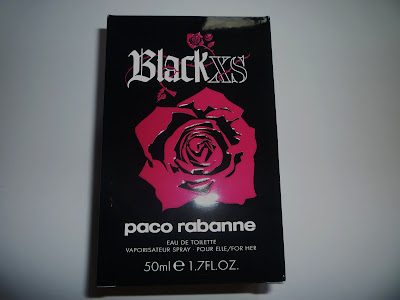 Black XS
paco rabanne
EAU DE TOILETTE
VAPORISATEUR SPRAY · POUR ELLE/FOR HER
50ml ℮ 1.7FL.OZ.